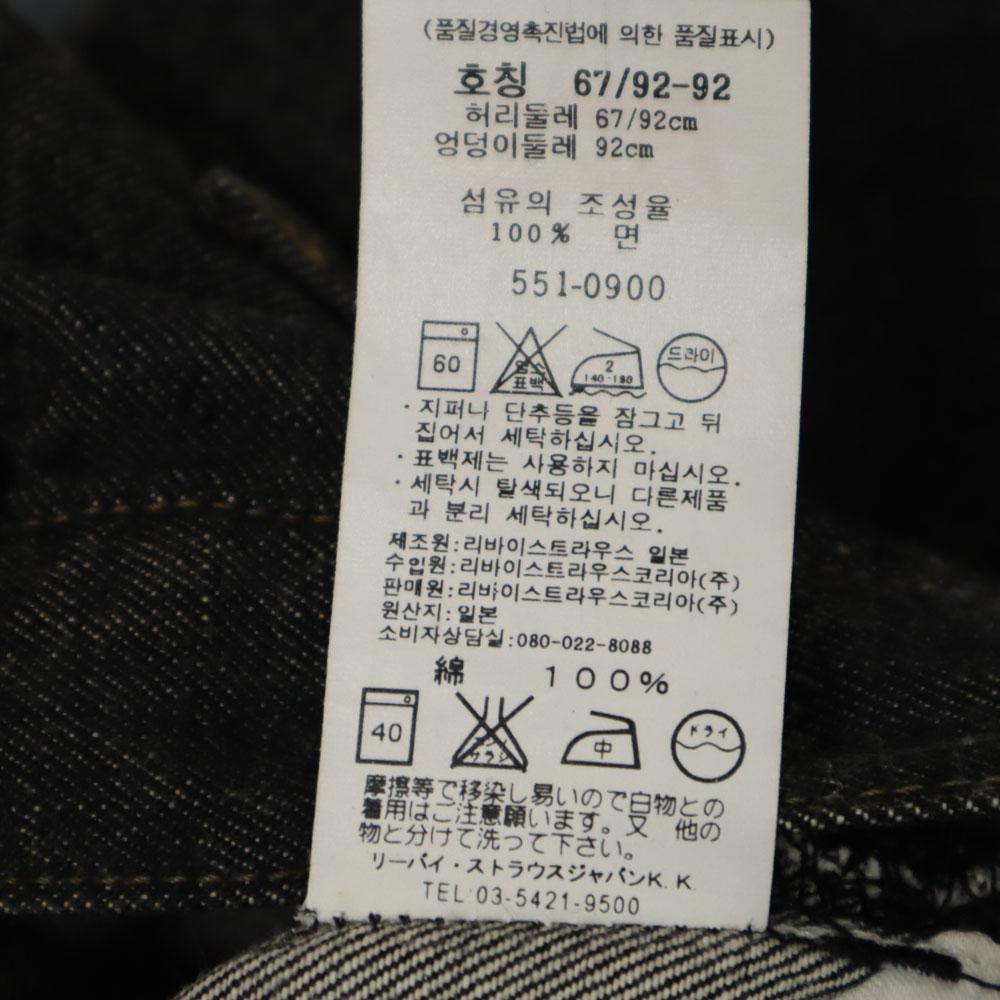 (품질경영촉진법에 의한 품질표시)
호칭 67/92-92
허리둘레 67/92cm
엉덩이둘레 92cm
섬유의 조성율
100% 면
551-0900
60 염소 표백 2 140-180 드라이
·지퍼나 단추등을 잠그고 뒤
집어서 세탁하십시오.
·표백제는 사용하지 마십시오.
·세탁시 탈색되오니 다른제품
과 분리 세탁하십시오.
제조원:리바이스트라우스 일본
수입원:리바이스트라우스코리아(주)
판매원:리바이스트라우스코리아(주)
원산지:일본
소비자상담실:080-022-8088
綿 100%
40 サラシ 中 ドライ
摩擦等で移染し易いので白物との
着用はご注意願います。又 他の
物と分けて洗って下さい。
リーバイ・ストラウスジャパンK.K.
TEL:03-5421-9500